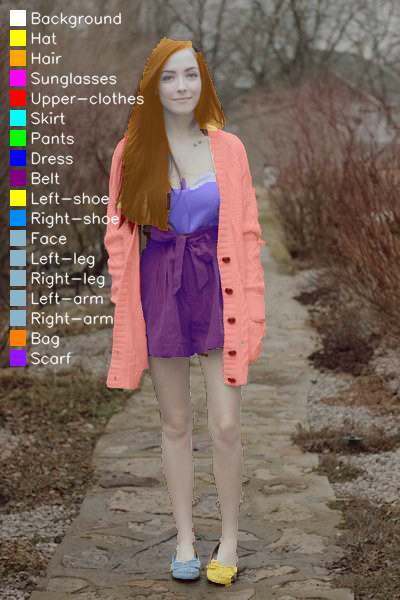 Background
Hat
Hair
Sunglasses
Upper-clothes
Skirt
Pants
Dress
Belt
Left-shoe
Right-shoe
Face
Left-leg
Right-leg
Left-arm
Right-arm
Bag
Scarf